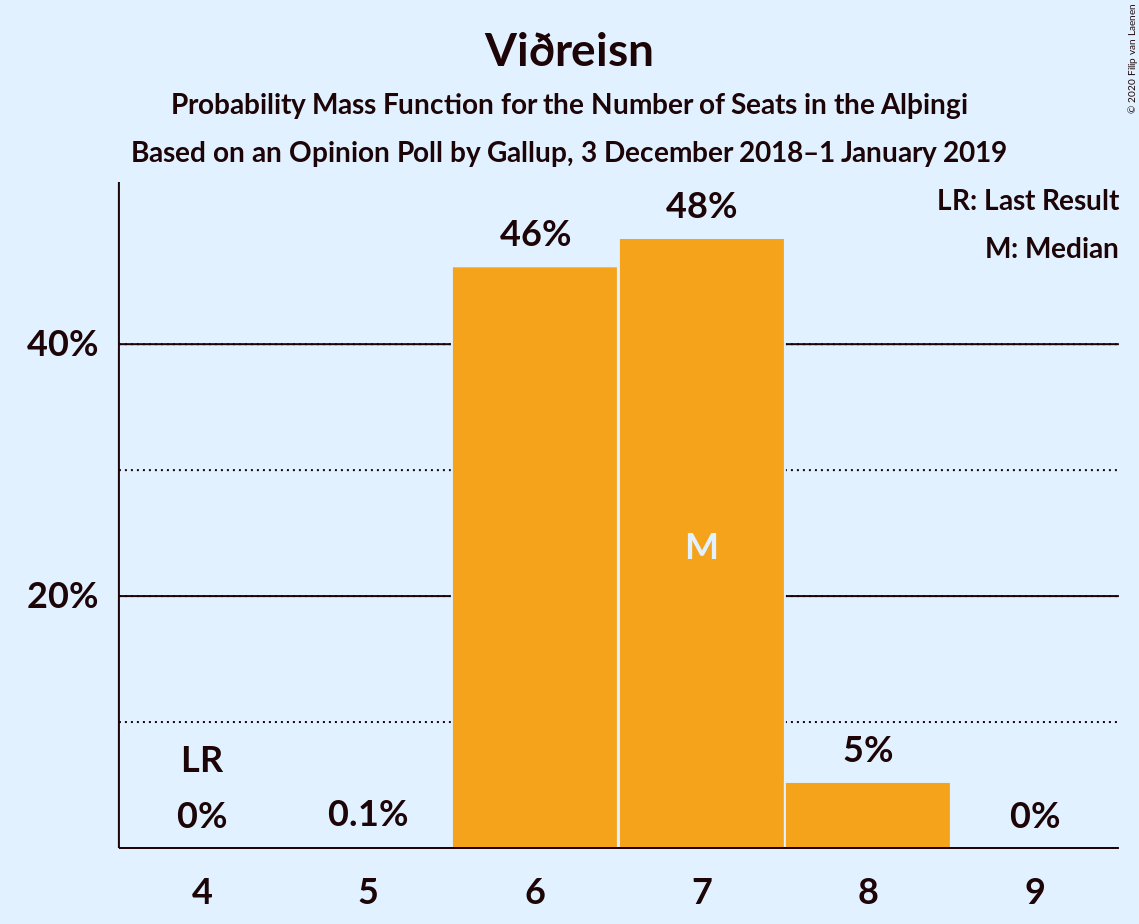 Viðreisn
Probability Mass Function for the Number of Seats in the Alþingi
Based on an Opinion Poll by Gallup, 3 December 2018–1 January 2019
© 2020 Filip van Laenen
LR: Last Result
M: Median
48%
46%
40%
M
20%
LR
5%
0%
0.1%
0%
4 5 6 7 8 9